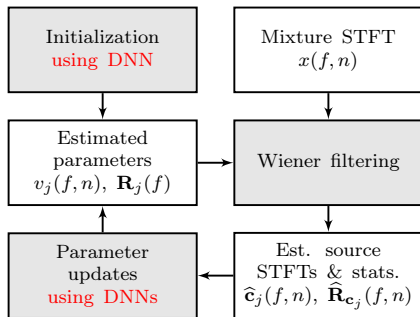 Initialization
using DNN
Mixture STFT
x(f, n)
Estimated
parameters
v_j(f, n), R_j(f)
Wiener filtering
Parameter
updates
using DNNs
Est. source
STFTs & stats.
ĉ_j(f, n), R̂_{c_j}(f, n)